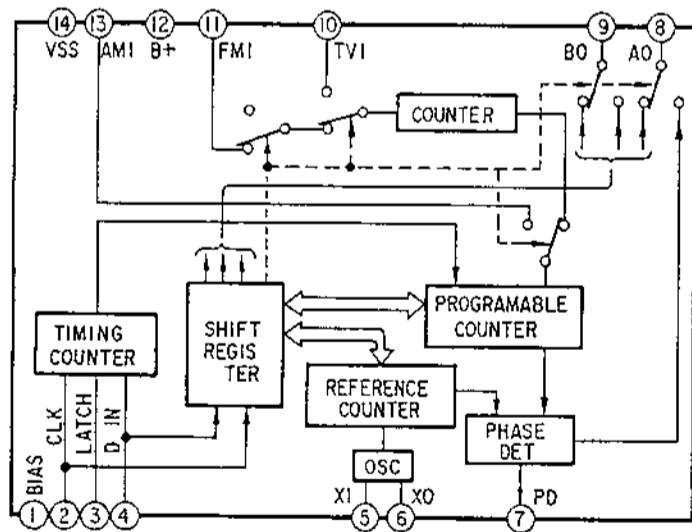 14 13 12 11 10 9 8
VSS AMI B+ FMI TVI BO AO
COUNTER
TIMING
COUNTER
SHIFT
REGIS
TER
PROGRAMABLE
COUNTER
REFERENCE
COUNTER
PHASE
DET
OSC
BIAS
CLK
LATCH
D IN
XI XO PD
1 2 3 4 5 6 7